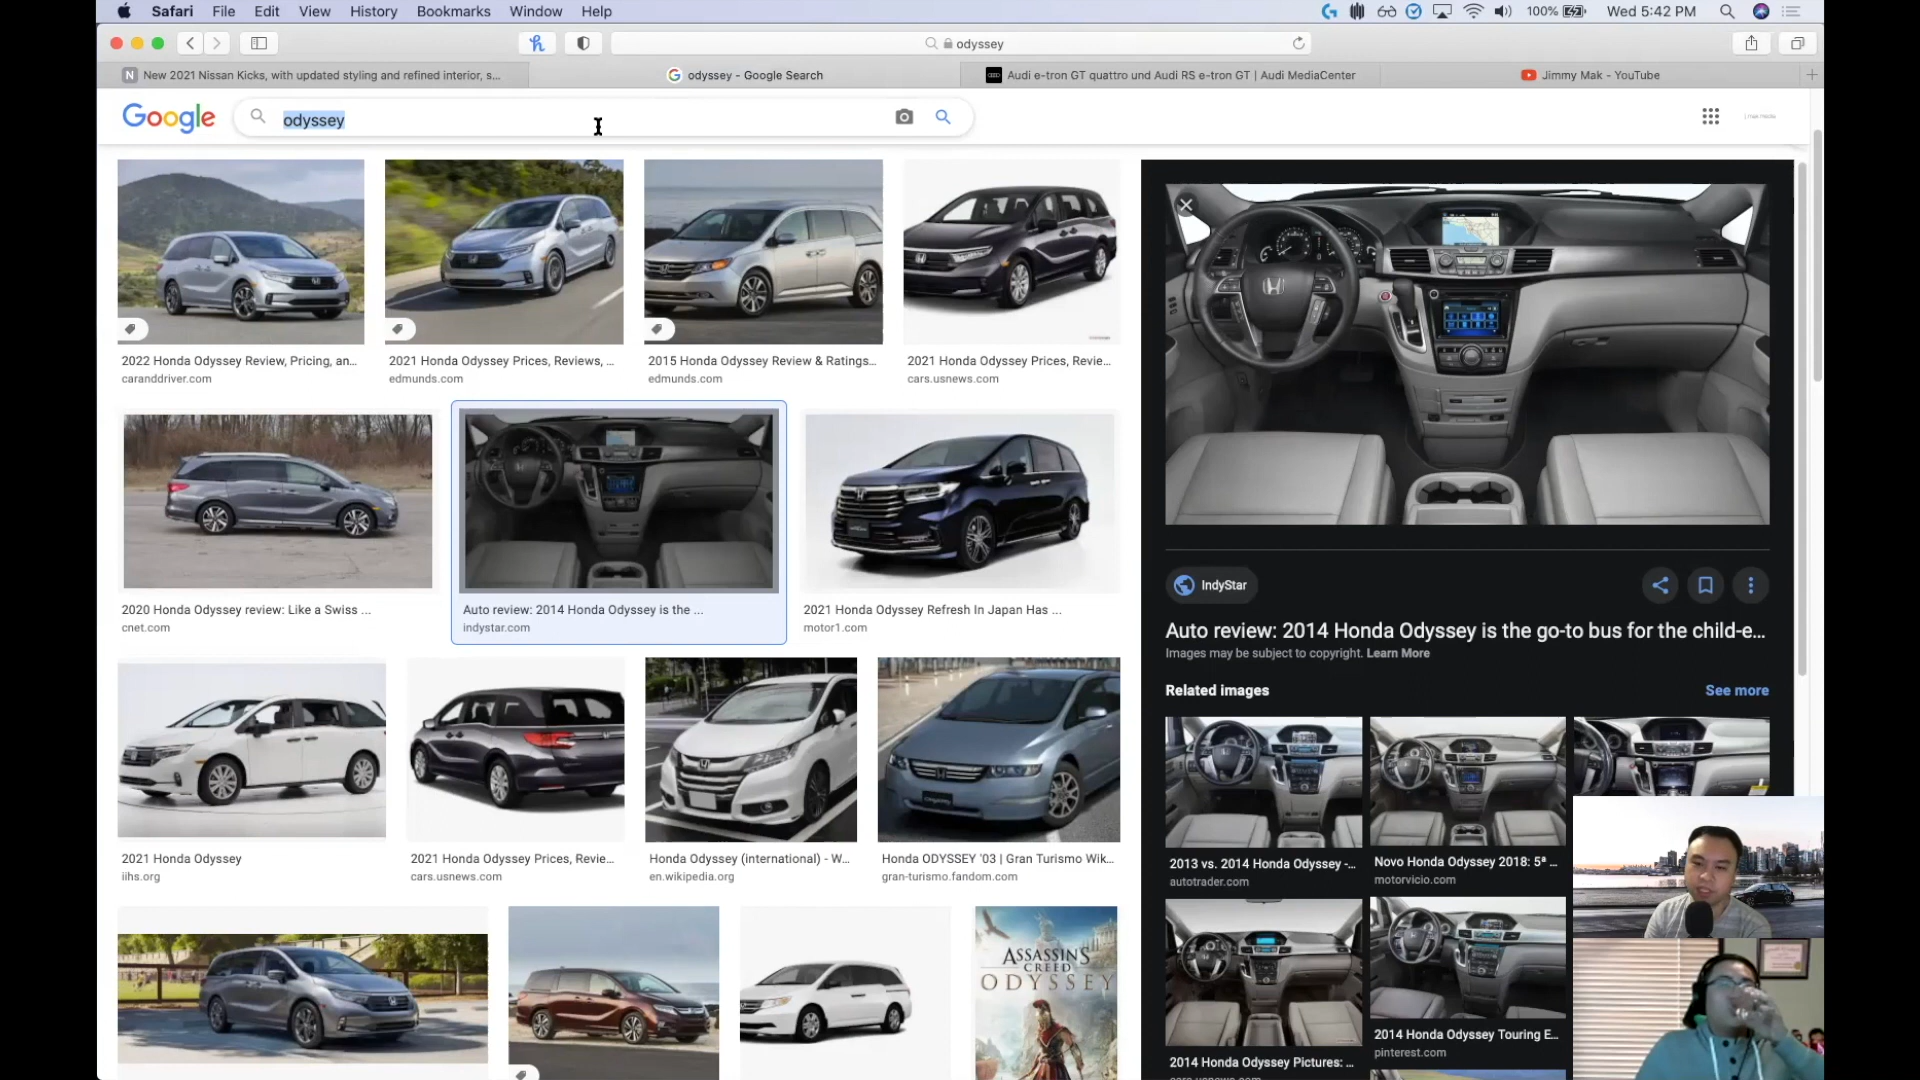 Safari File Edit View History Bookmarks Window Help
100% Wed 5:42 PM
odyssey
New 2021 Nissan Kicks, with updated styling and refined interior, s...
odyssey - Google Search
Audi e-tron GT quattro und Audi RS e-tron GT | Audi MediaCenter
Jimmy Mak - YouTube
Google
odyssey
2022 Honda Odyssey Review, Pricing, an...
caranddriver.com
2021 Honda Odyssey Prices, Reviews, ...
edmunds.com
2015 Honda Odyssey Review & Ratings...
edmunds.com
2021 Honda Odyssey Prices, Revie...
cars.usnews.com
2020 Honda Odyssey review: Like a Swiss ...
cnet.com
Auto review: 2014 Honda Odyssey is the ...
indystar.com
2021 Honda Odyssey Refresh In Japan Has ...
motor1.com
2021 Honda Odyssey
iihs.org
2021 Honda Odyssey Prices, Revie...
cars.usnews.com
Honda Odyssey (international) - W...
en.wikipedia.org
Honda ODYSSEY '03 | Gran Turismo Wik...
gran-turismo.fandom.com
ASSASSIN'S
CREED
ODYSSEY
IndyStar
Auto review: 2014 Honda Odyssey is the go-to bus for the child-e...
Images may be subject to copyright. Learn More
Related images
See more
2013 vs. 2014 Honda Odyssey -...
autotrader.com
Novo Honda Odyssey 2018: 5ª ...
motorvicio.com
2014 Honda Odyssey Pictures: ...
2014 Honda Odyssey Touring E...
pinterest.com